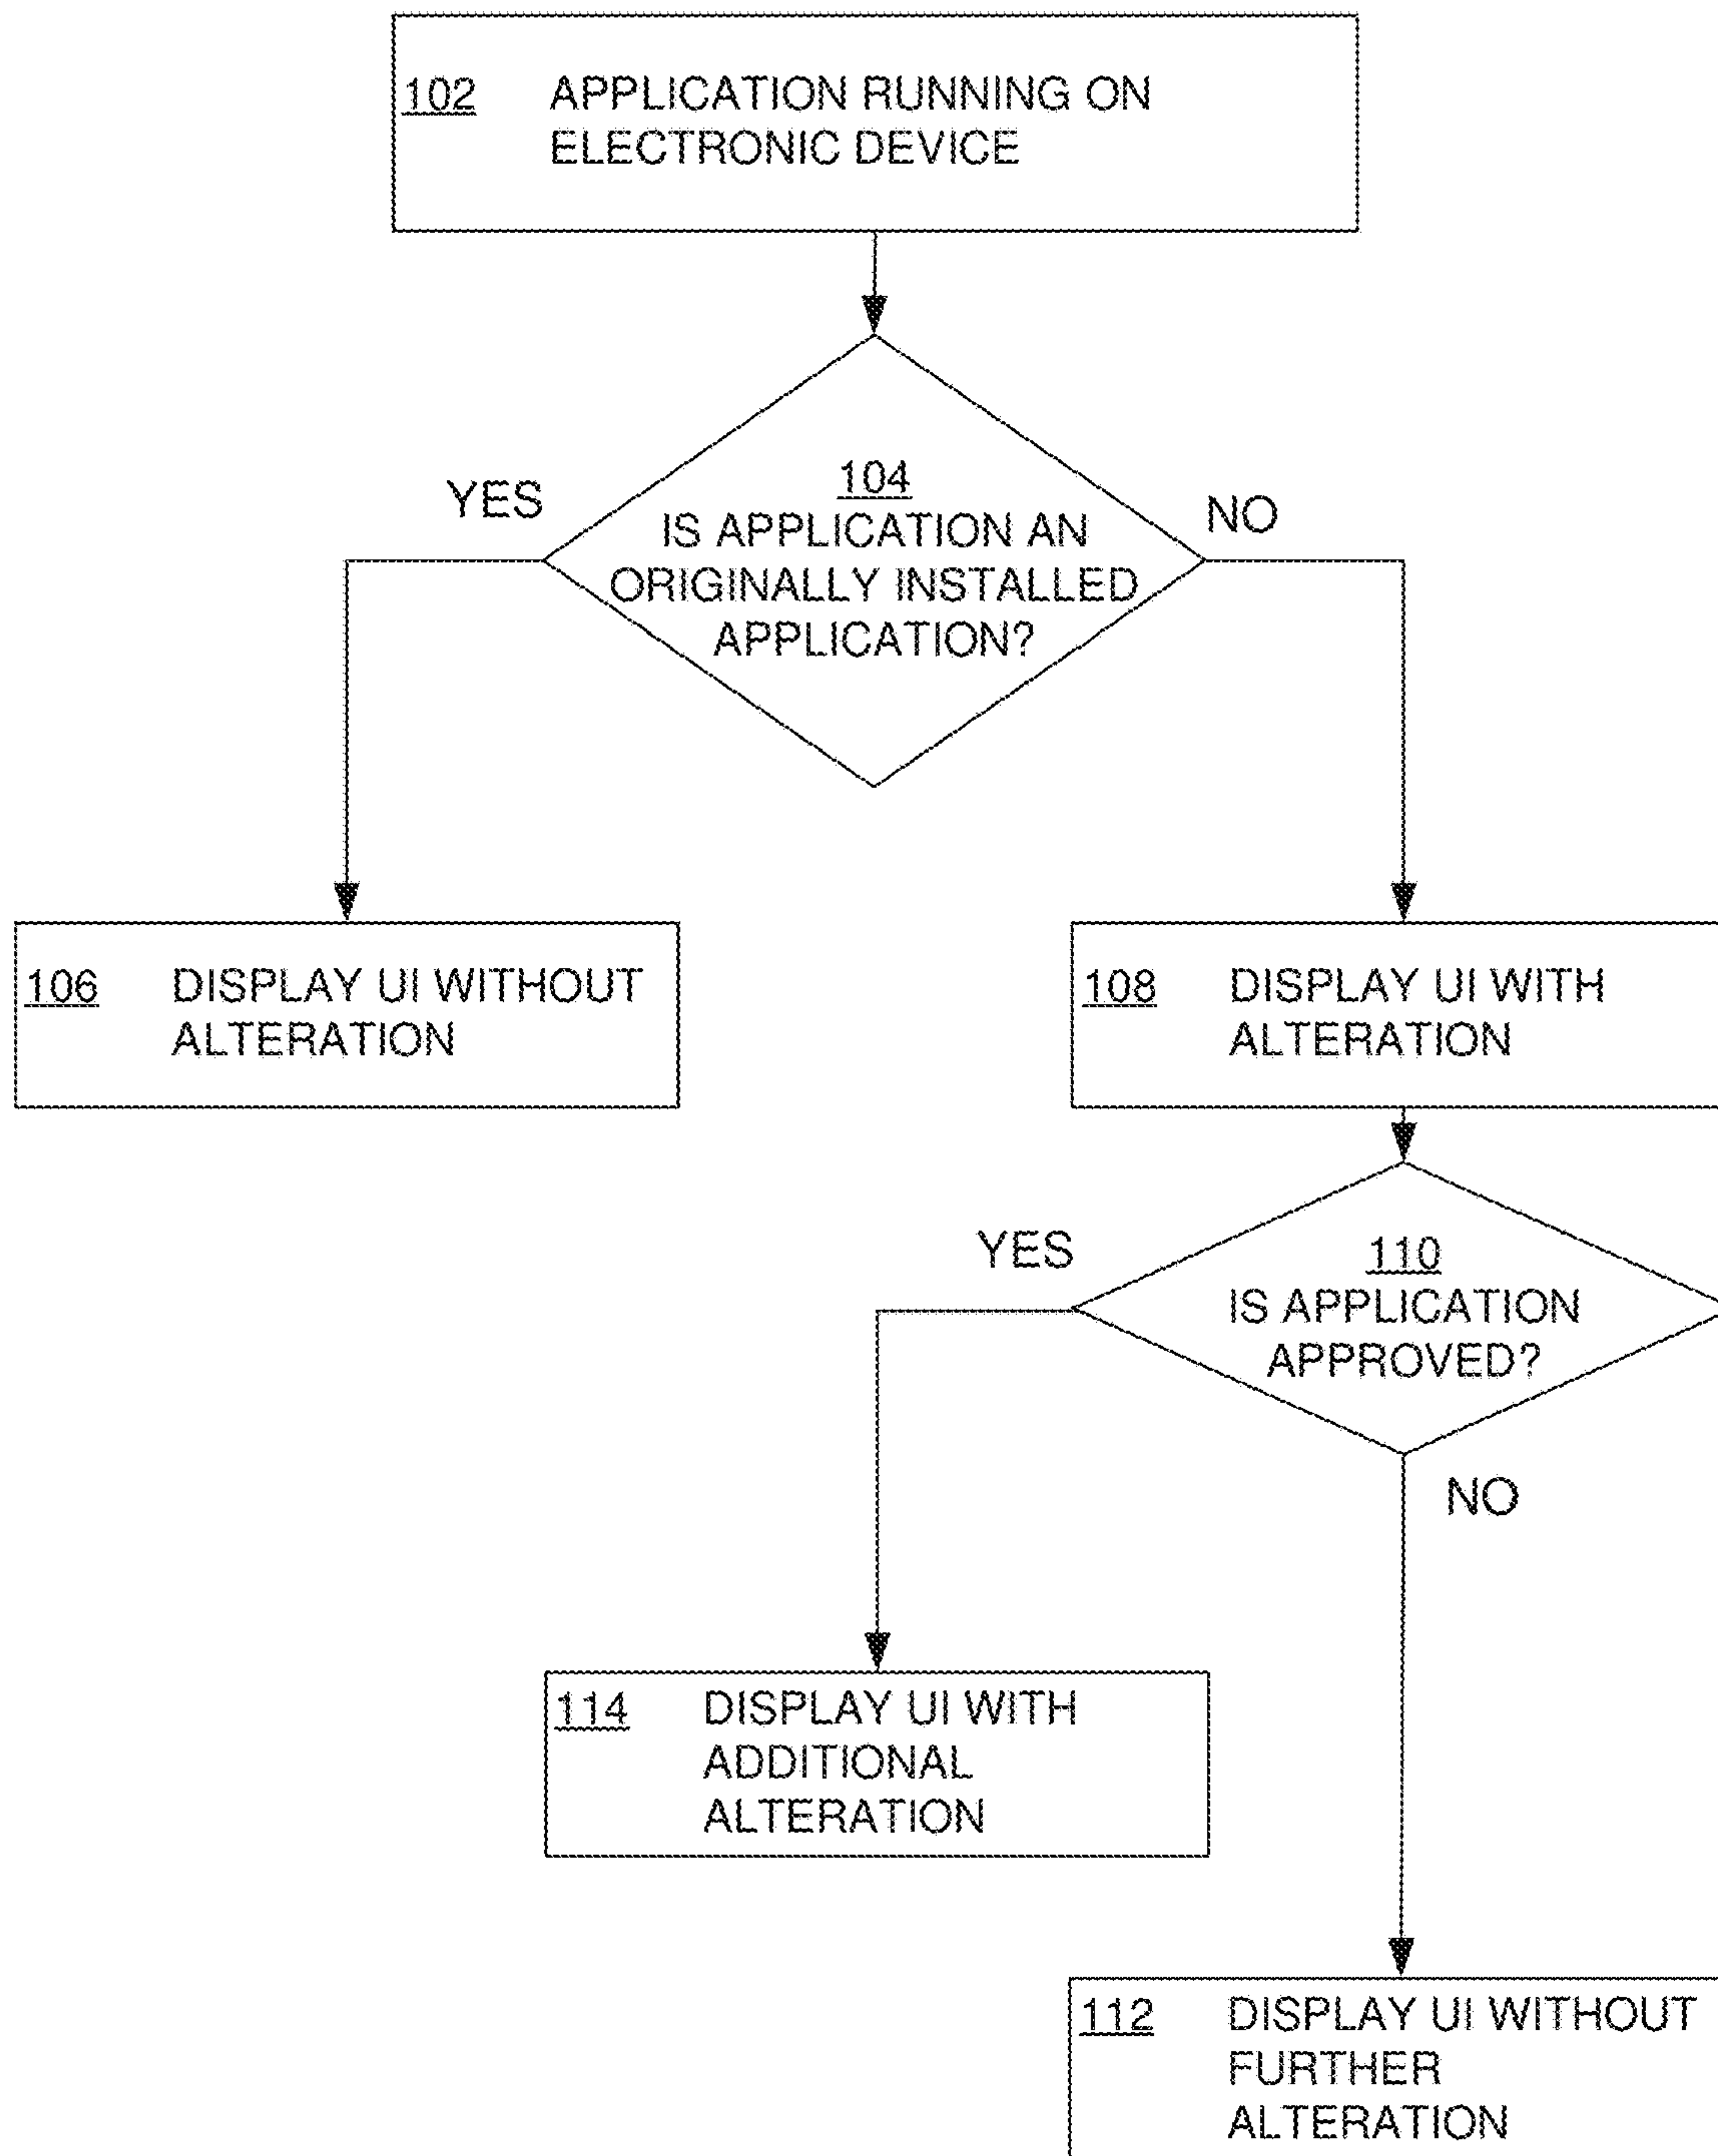 102 APPLICATION RUNNING ON
ELECTRONIC DEVICE
104
IS APPLICATION AN
ORIGINALLY INSTALLED
APPLICATION?
YES
NO
106 DISPLAY UI WITHOUT
ALTERATION
108 DISPLAY UI WITH
ALTERATION
110
IS APPLICATION
APPROVED?
YES
NO
114 DISPLAY UI WITH
ADDITIONAL
ALTERATION
112 DISPLAY UI WITHOUT
FURTHER
ALTERATION